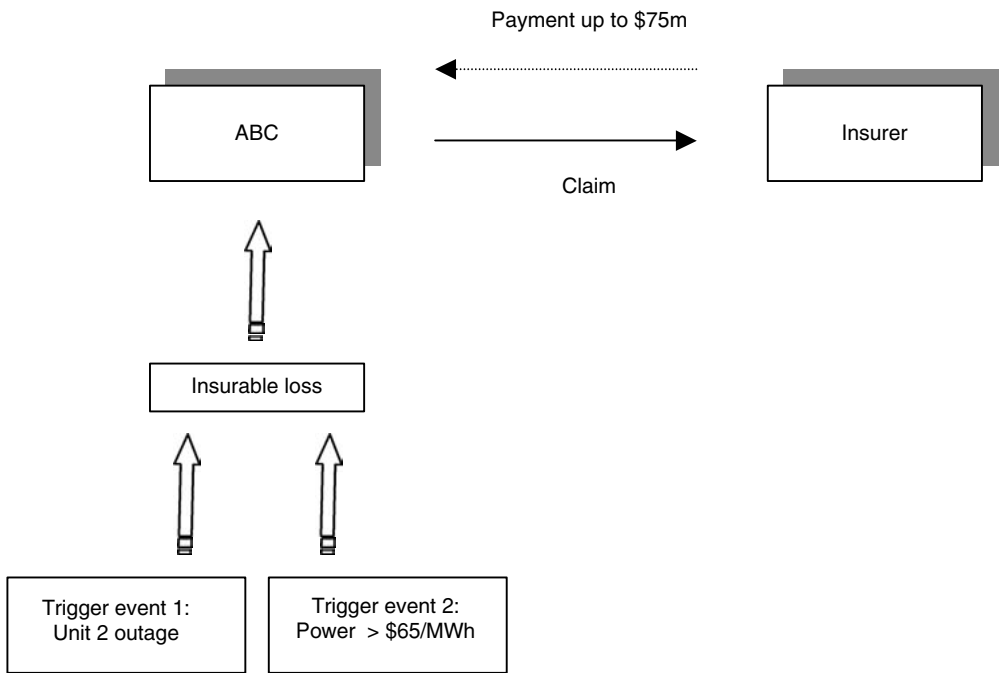 Payment up to $75m
ABC
Insurer
Claim
Insurable loss
Trigger event 1:
Unit 2 outage
Trigger event 2:
Power > $65/MWh